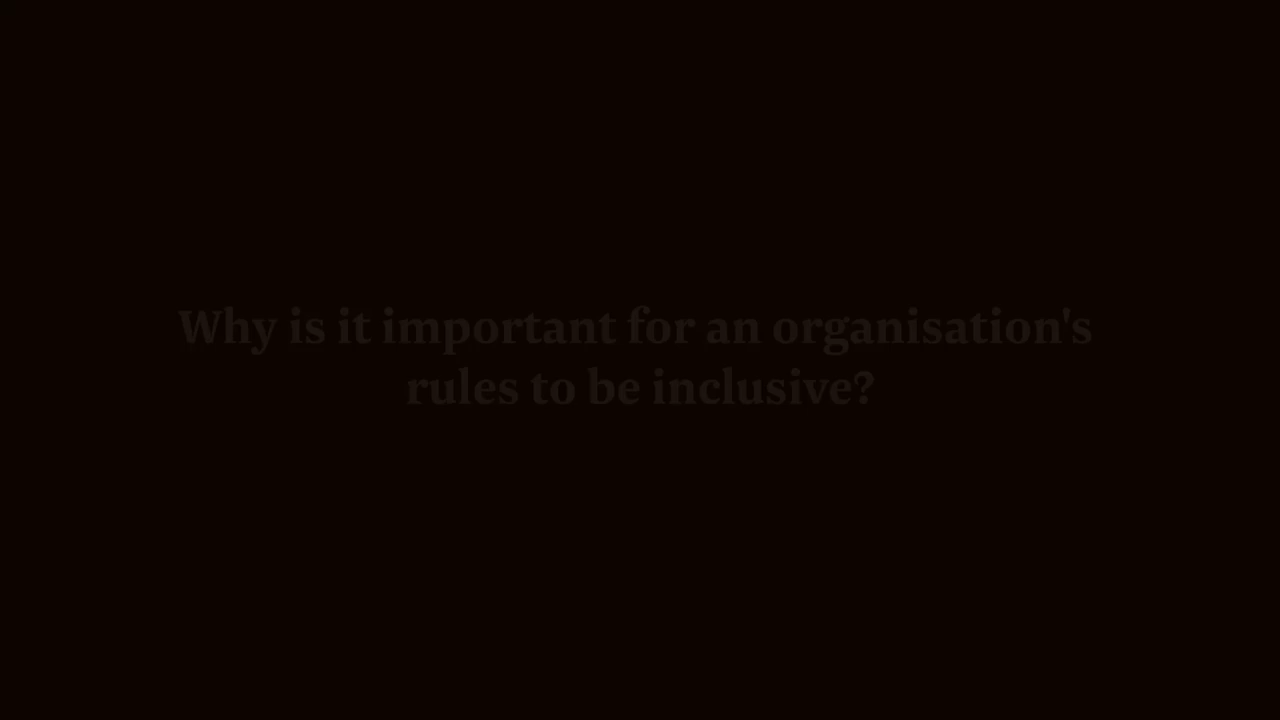 Why is it important for an organisation's
rules to be inclusive?